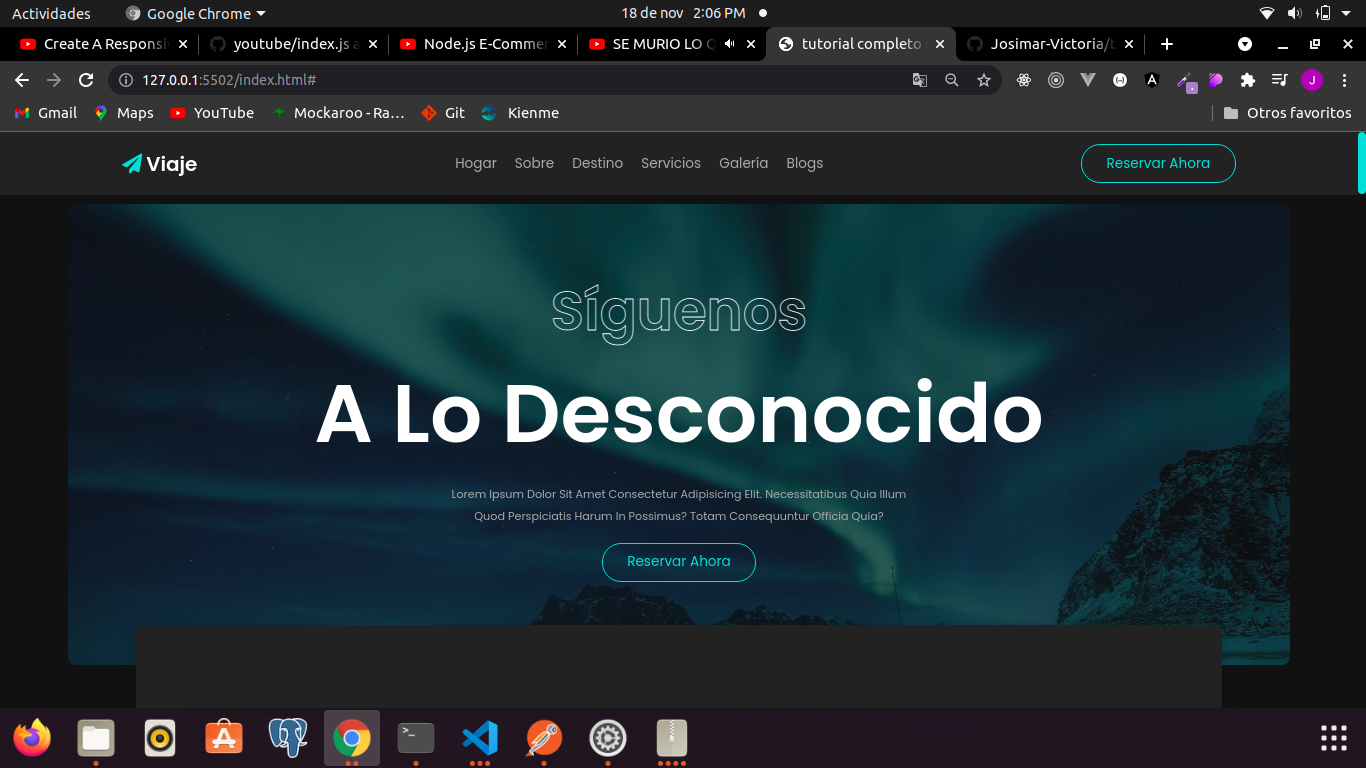 Actividades
Google Chrome
18 de nov 2:06 PM
Create A Responsi
youtube/index.js a
Node.js E-Commer
SE MURIO LO Q
tutorial completo
Josimar-Victoria/t
127.0.0.1:5502/index.html#
J
Gmail
Maps
YouTube
Mockaroo - Ra…
Git
Kienme
Otros favoritos
Viaje
Hogar
Sobre
Destino
Servicios
Galería
Blogs
Reservar Ahora
Síguenos
A Lo Desconocido
Lorem Ipsum Dolor Sit Amet Consectetur Adipisicing Elit. Necessitatibus Quia Illum
Quod Perspiciatis Harum In Possimus? Totam Consequuntur Officia Quia?
Reservar Ahora